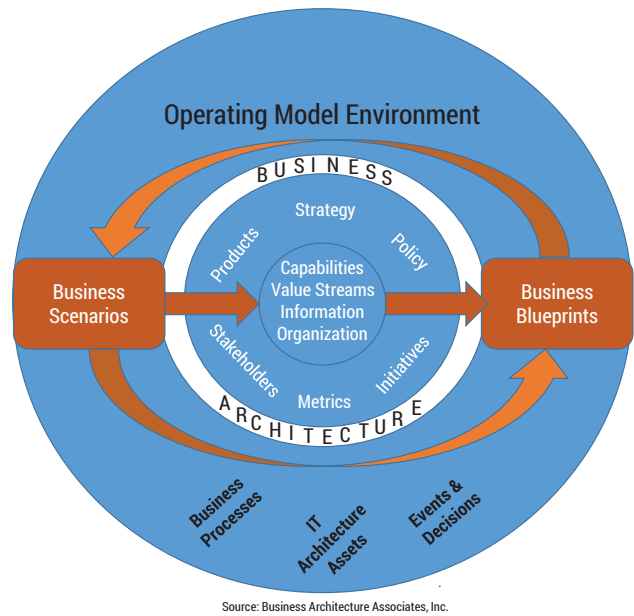 Operating Model Environment
BUSINESS
Strategy
Products
Policy
Capabilities
Value Streams
Information
Organization
Business
Scenarios
Business
Blueprints
Stakeholders
Metrics
Initiatives
ARCHITECTURE
Business
Processes
IT
Architecture
Assets
Events &
Decisions
Source: Business Architecture Associates, Inc.